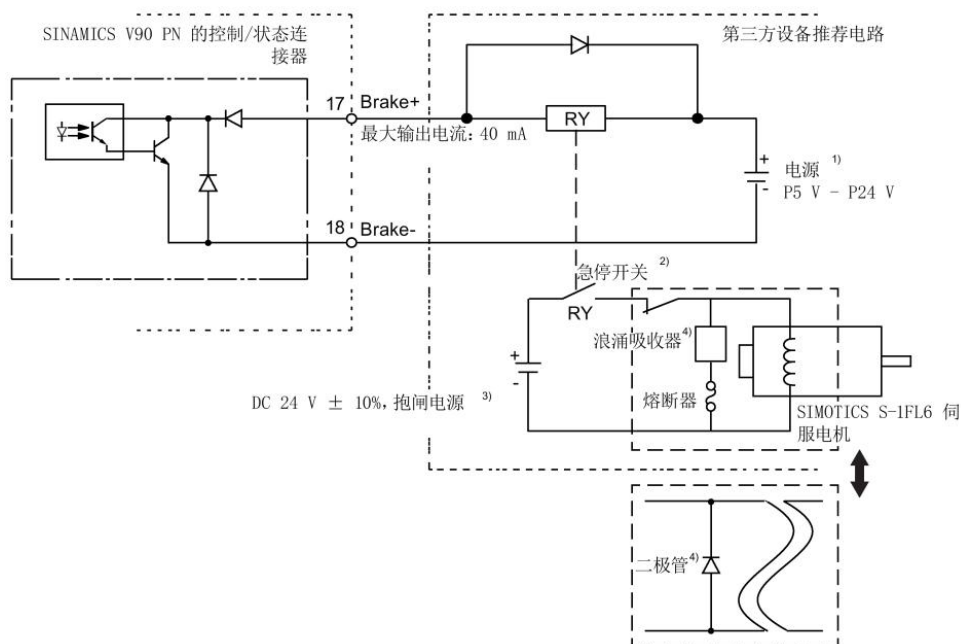 SINAMICS V90 PN 的控制/状态连
接器
第三方设备推荐电路
17 Brake+
最大输出电流: 40 mA
RY
+
电源 1)
-
P5 V - P24 V
18 Brake-
急停开关 2)
RY
浪涌吸收器4)
+
-
DC 24 V ± 10%,抱闸电源 3)
熔断器
SIMOTICS S-1FL6 伺
服电机
二极管4)